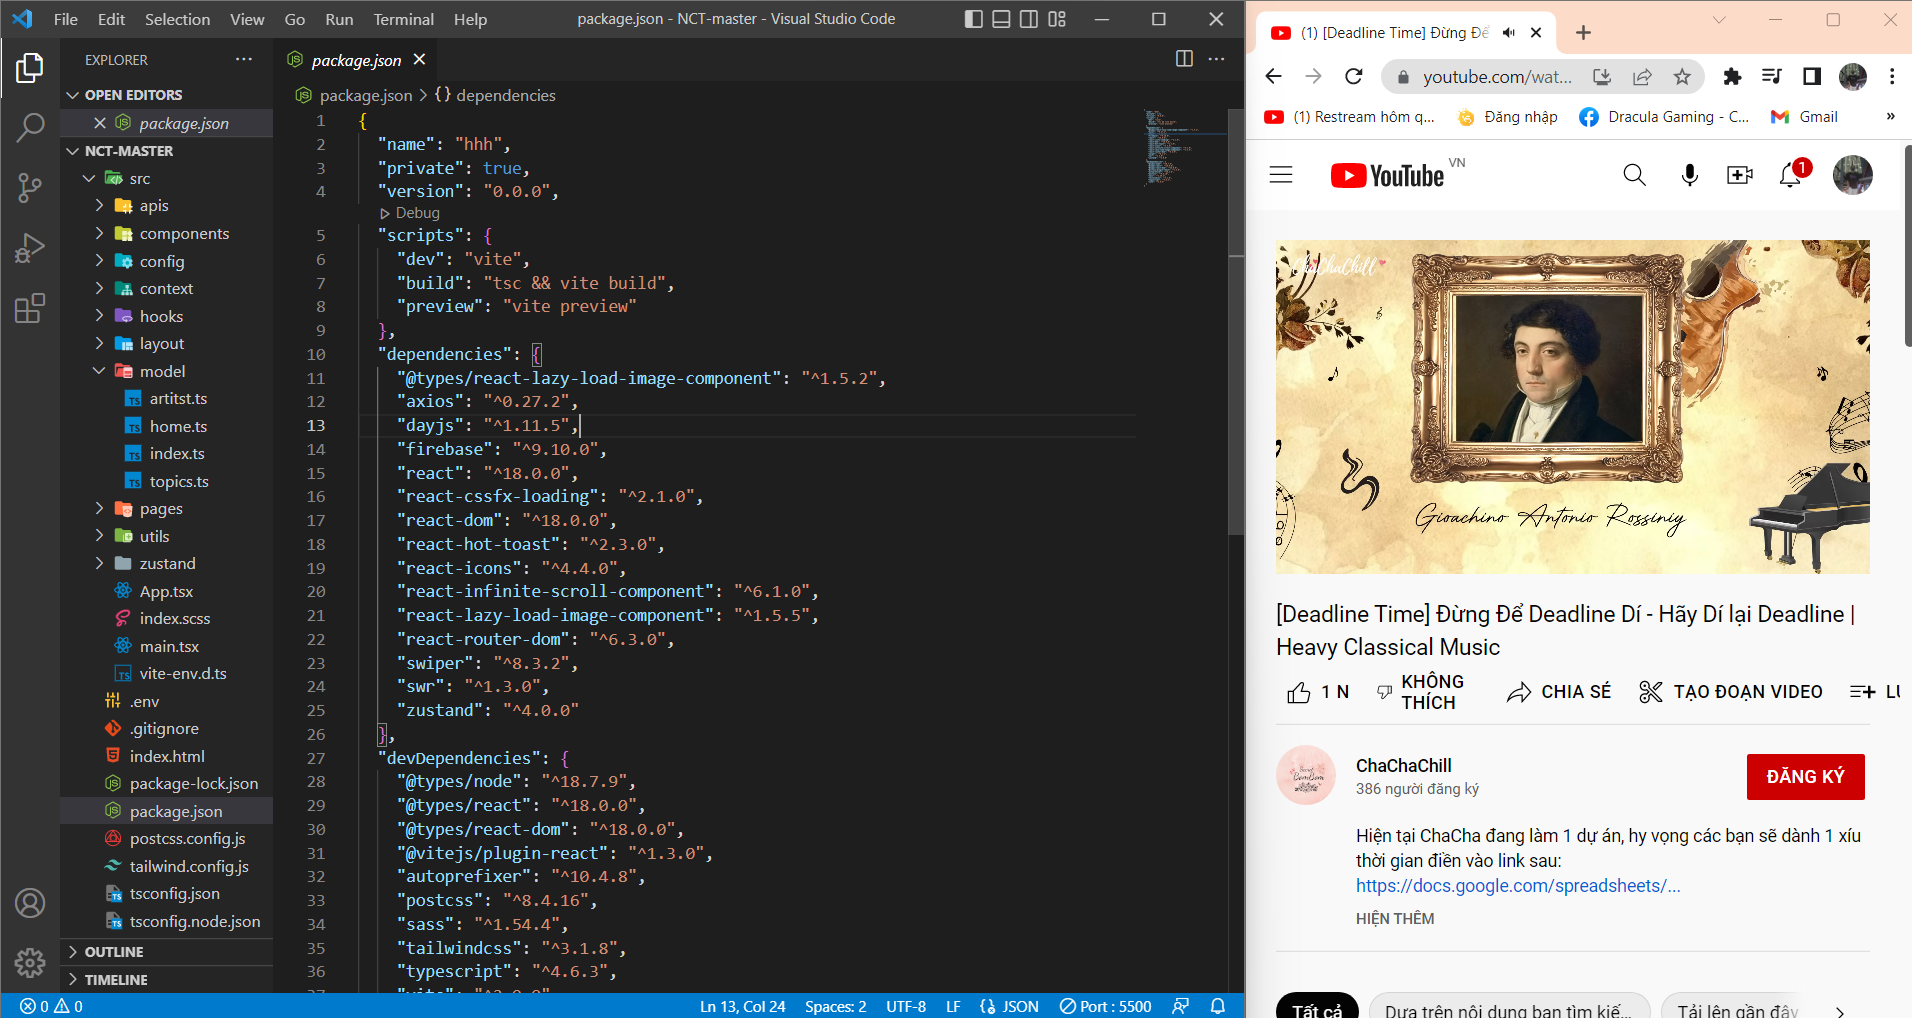 File Edit Selection View Go Run Terminal Help
package.json - NCT-master - Visual Studio Code
EXPLORER
OPEN EDITORS
package.json
NCT-MASTER
src
apis
components
config
context
hooks
layout
model
artitst.ts
home.ts
index.ts
topics.ts
pages
utils
zustand
App.tsx
index.scss
main.tsx
vite-env.d.ts
.env
.gitignore
index.html
package-lock.json
package.json
postcss.config.js
tailwind.config.js
tsconfig.json
tsconfig.node.json
OUTLINE
TIMELINE
package.json
package.json > {} dependencies
1 {
2 "name": "hhh",
3 "private": true,
4 "version": "0.0.0",
Debug
5 "scripts": {
6 "dev": "vite",
7 "build": "tsc && vite build",
8 "preview": "vite preview"
9 },
10 "dependencies": {
11 "@types/react-lazy-load-image-component": "^1.5.2",
12 "axios": "^0.27.2",
13 "dayjs": "^1.11.5",
14 "firebase": "^9.10.0",
15 "react": "^18.0.0",
16 "react-cssfx-loading": "^2.1.0",
17 "react-dom": "^18.0.0",
18 "react-hot-toast": "^2.3.0",
19 "react-icons": "^4.4.0",
20 "react-infinite-scroll-component": "^6.1.0",
21 "react-lazy-load-image-component": "^1.5.5",
22 "react-router-dom": "^6.3.0",
23 "swiper": "^8.3.2",
24 "swr": "^1.3.0",
25 "zustand": "^4.0.0"
26 },
27 "devDependencies": {
28 "@types/node": "^18.7.9",
29 "@types/react": "^18.0.0",
30 "@types/react-dom": "^18.0.0",
31 "@vitejs/plugin-react": "^1.3.0",
32 "autoprefixer": "^10.4.8",
33 "postcss": "^8.4.16",
34 "sass": "^1.54.4",
35 "tailwindcss": "^3.1.8",
36 "typescript": "^4.6.3",
0 0
Ln 13, Col 24 Spaces: 2 UTF-8 LF {} JSON Port : 5500
(1) [Deadline Time] Đừng Để
youtube.com/wat...
(1) Restream hôm q... Đăng nhập Dracula Gaming - C... Gmail »
YouTube VN
1
ChaChaChill
Gioachino Antonio Rossiniy
[Deadline Time] Đừng Để Deadline Dí - Hãy Dí lại Deadline |
Heavy Classical Music
1 N KHÔNG THÍCH CHIA SẺ TẠO ĐOẠN VIDEO
ChaChaChill
386 người đăng ký
ĐĂNG KÝ
Hiện tại ChaCha đang làm 1 dự án, hy vọng các bạn sẽ dành 1 xíu
thời gian điền vào link sau:
https://docs.google.com/spreadsheets/...
HIỆN THÊM
Tất cả Dựa trên nội dung bạn tìm kiế... Tải lên gần đây